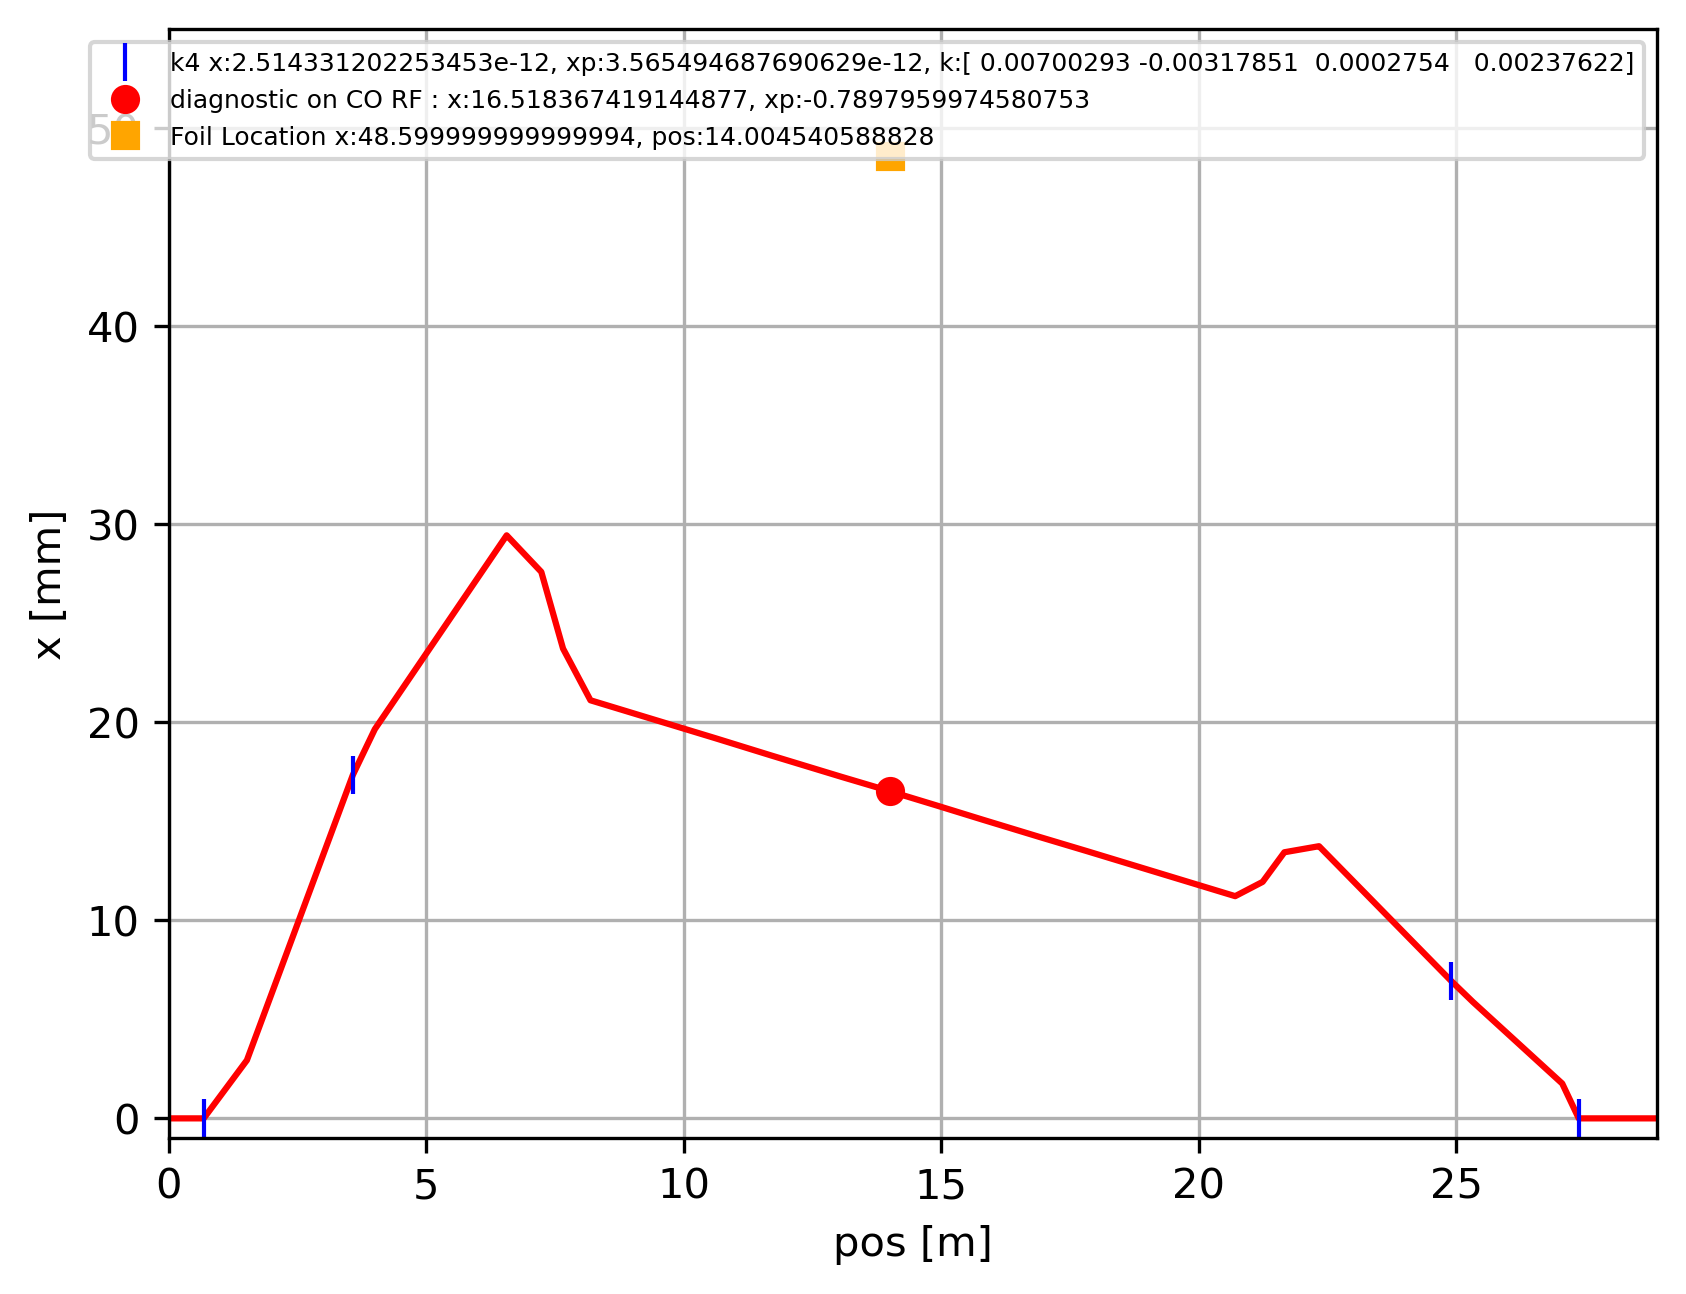 k4 x:2.514331202253453e-12, xp:3.565494687690629e-12, k:[ 0.00700293 -0.00317851  0.0002754   0.00237622]
diagnostic on CO RF : x:16.518367419144877, xp:-0.7897959974580753
Foil Location x:48.599999999999994, pos:14.004540588828
50
40
30
20
10
0
x [mm]
0 5 10 15 20 25
pos [m]